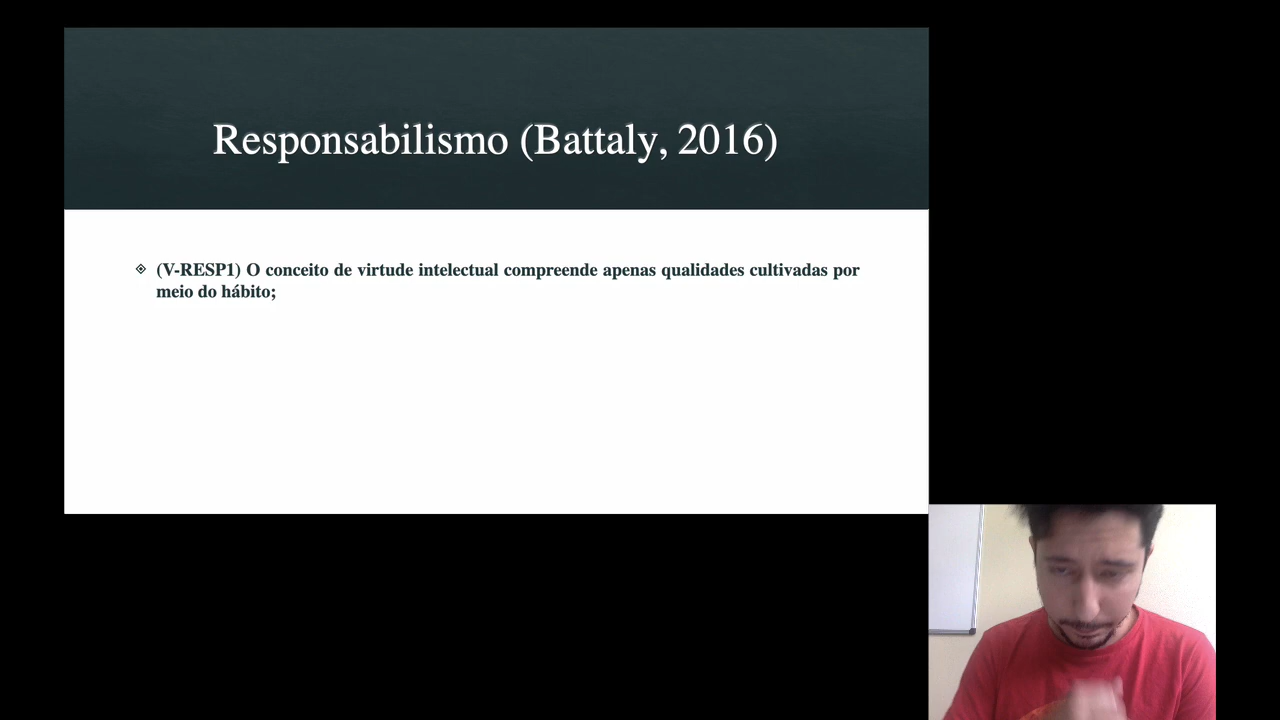 Responsabilismo (Battaly, 2016)
(V-RESP1) O conceito de virtude intelectual compreende apenas qualidades cultivadas por
meio do hábito;